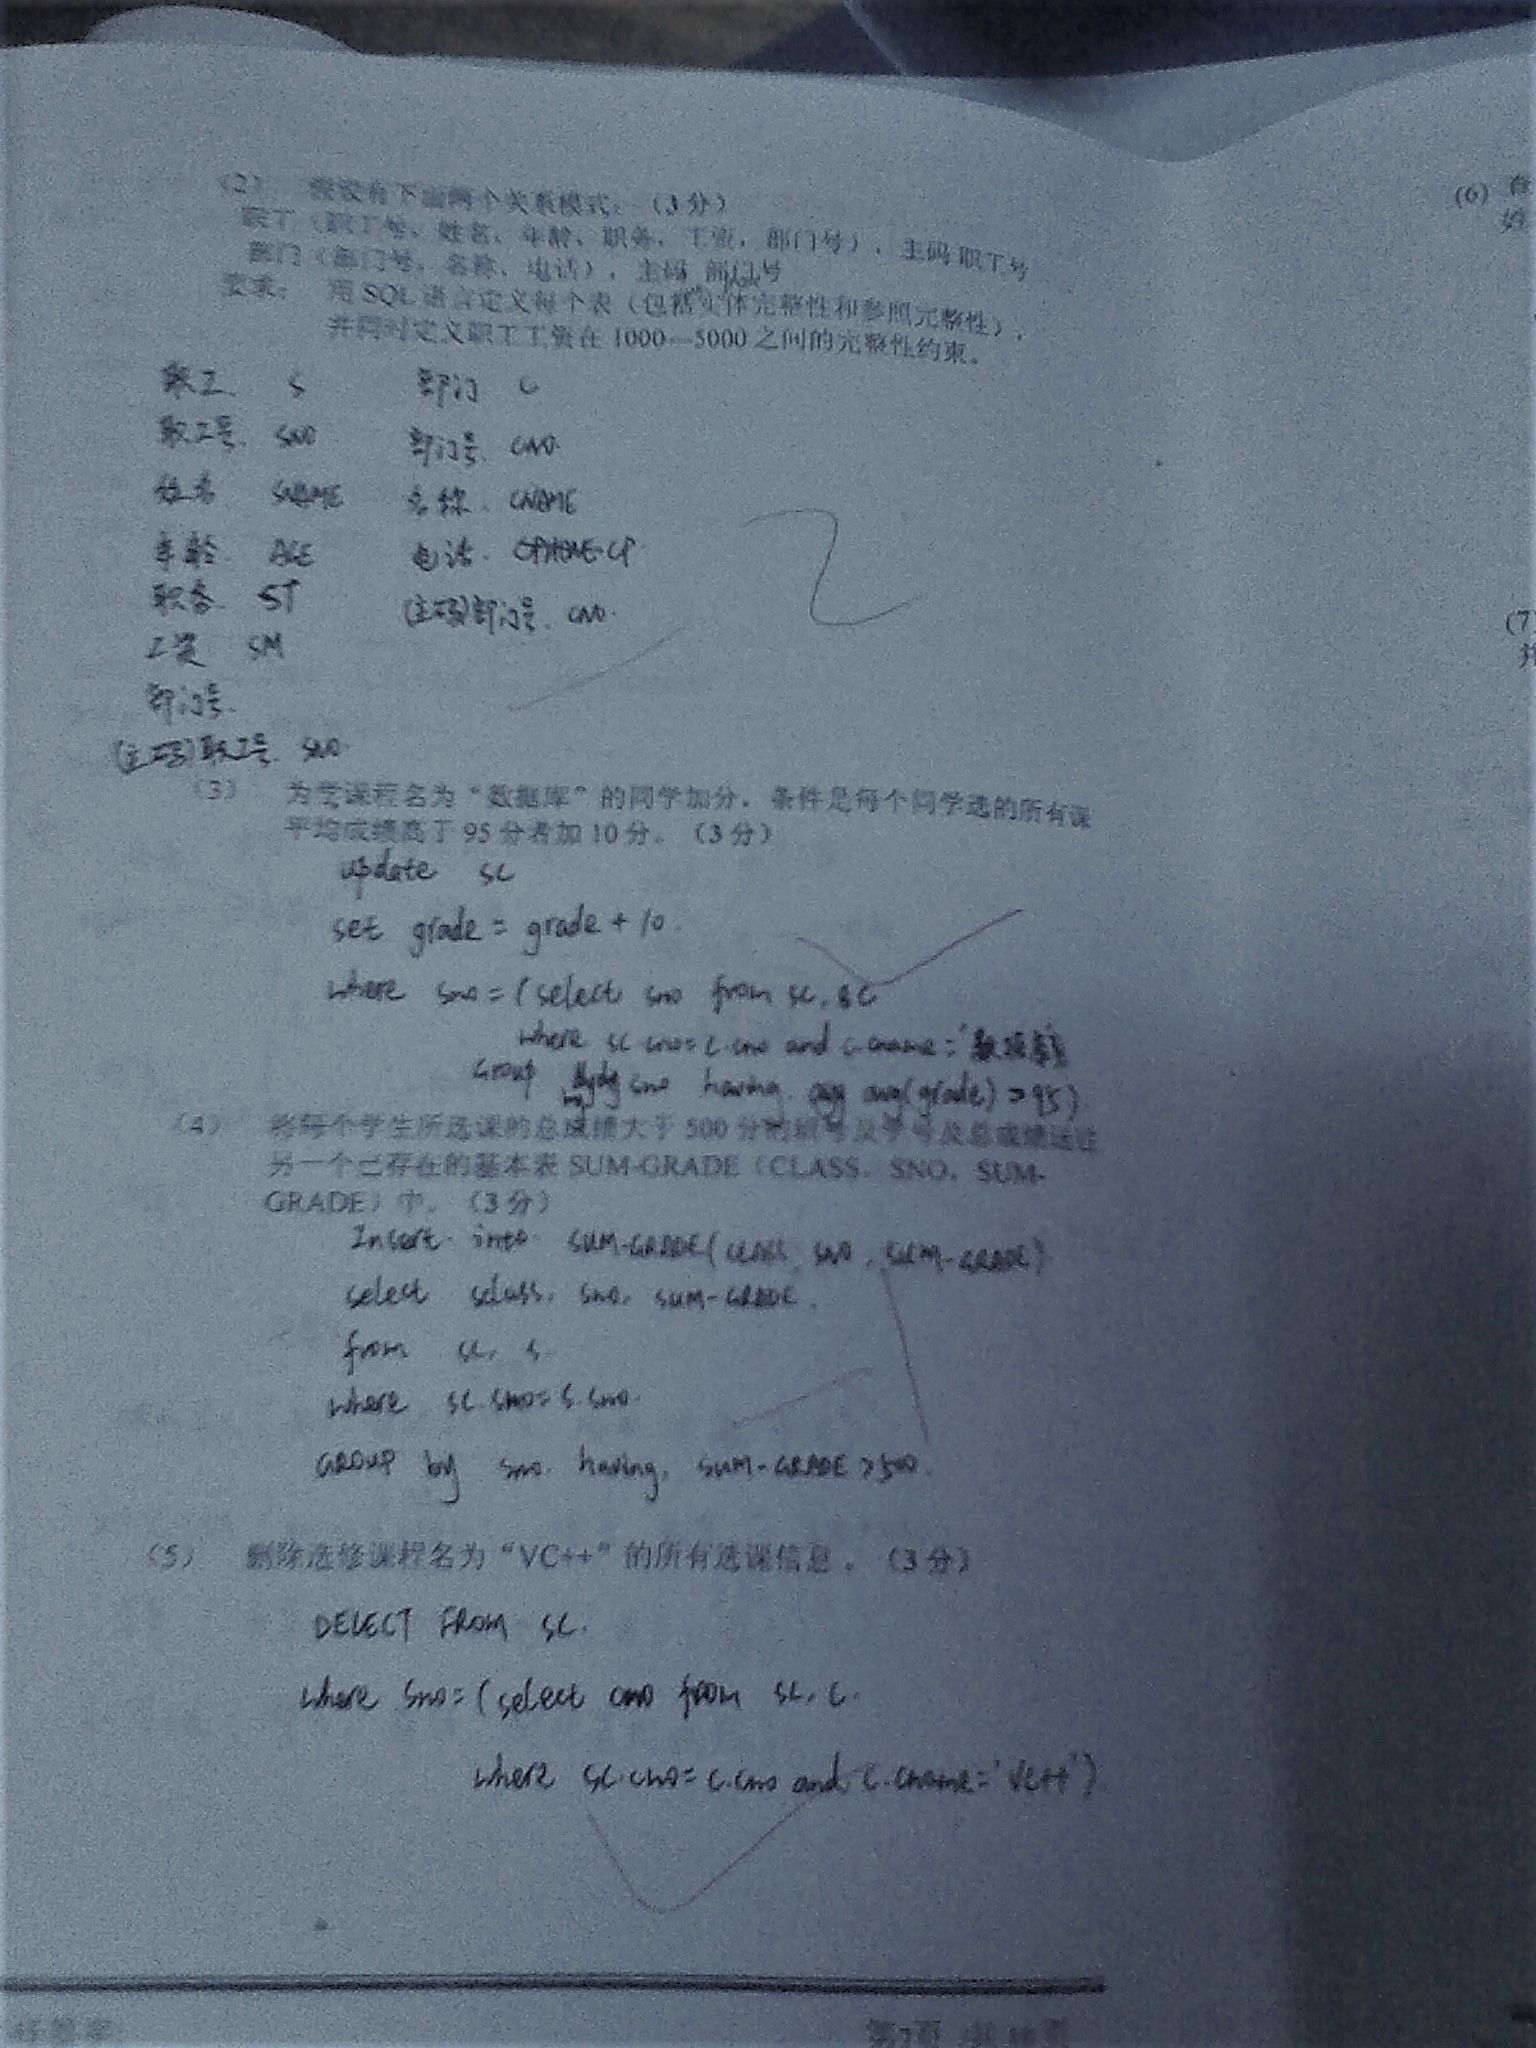 (2) 假设有下面两个关系模式：（3分）
职工（职工号，姓名，年龄，职务，工资，部门号），主码 职工号
部门（部门号，名称，电话），主码 部门号
要求：用 SQL 语言定义每个表（包括实体完整性和参照完整性），
并同时定义职工工资在 1000—5000 之间的完整性约束。
职工 S 部门 C
职工号 SNO 部门号 CNO
姓名 SNAME 名称 CNAME
年龄 AGE 电话 CP
职务 ST (主码)部门号 CNO
工资 SM
部门号
(主码)职工号 SNO
(3) 为学课程名为“数据库”的同学加分，条件是每个同学选的所有课
平均成绩高于 95 分者加 10 分。（3 分）
update sc
set grade = grade + 10
where sno = (select sno from sc, c
where sc.cno = c.cno and c.cname = '数据库'
Group by sno having avg(grade) > 95)
(4) 将每个学生所选课的总成绩大于 500 分的班号及学号及总成绩送往
另一个已存在的基本表 SUM-GRADE（CLASS，SNO，SUM-
GRADE）中。（3 分）
Insert into SUM-GRADE(CLASS, SNO, SUM-GRADE)
select sclass, sno, SUM-GRADE
from sc, s
where sc.sno = s.sno
GROUP by sno having SUM-GRADE > 500
(5) 删除选修课程名为“VC++”的所有选课信息。（3 分）
DELECT FROM SC.
where sno = (select cno from sc, c.
where sc.cno = c.cno and c.cname = 'VC++')
第7页
(6)
姓
(7)